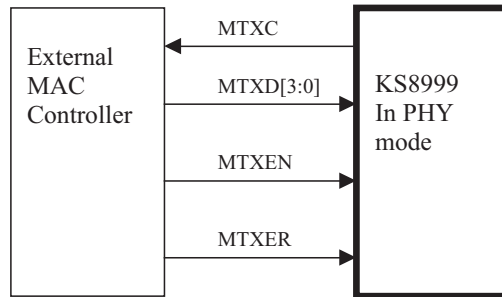 External
MAC
Controller
MTXC
MTXD[3:0]
MTXEN
MTXER
KS8999
In PHY
mode